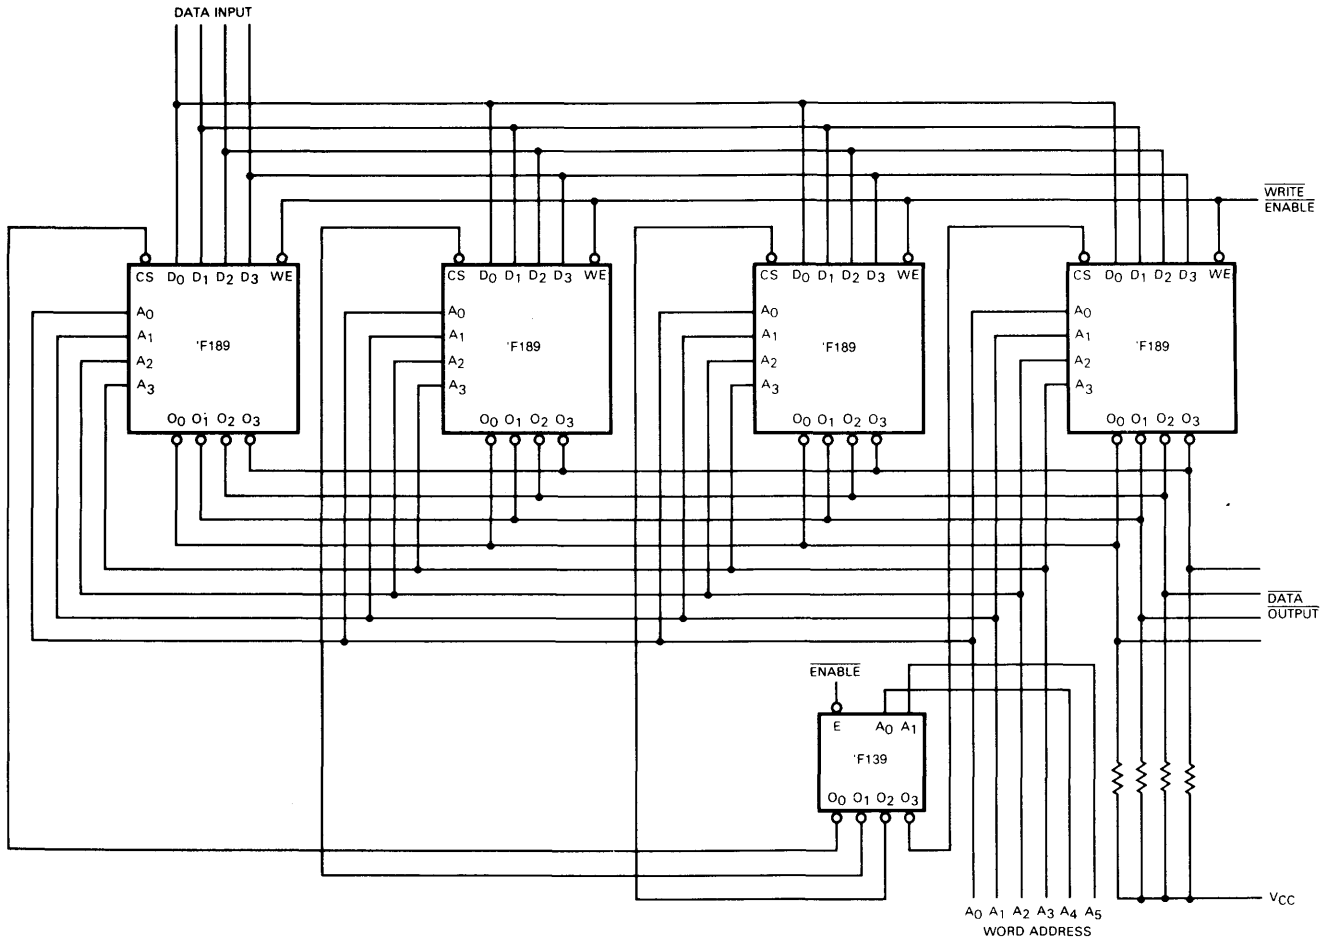 DATA INPUT
WRITE
ENABLE
CS D0 D1 D2 D3 WE
A0
A1
A2
A3
'F189
O0 O1 O2 O3
CS D0 D1 D2 D3 WE
A0
A1
A2
A3
'F189
O0 O1 O2 O3
CS D0 D1 D2 D3 WE
A0
A1
A2
A3
'F189
O0 O1 O2 O3
CS D0 D1 D2 D3 WE
A0
A1
A2
A3
'F189
O0 O1 O2 O3
DATA
OUTPUT
ENABLE
E A0 A1
'F139
O0 O1 O2 O3
VCC
A0 A1 A2 A3 A4 A5
WORD ADDRESS